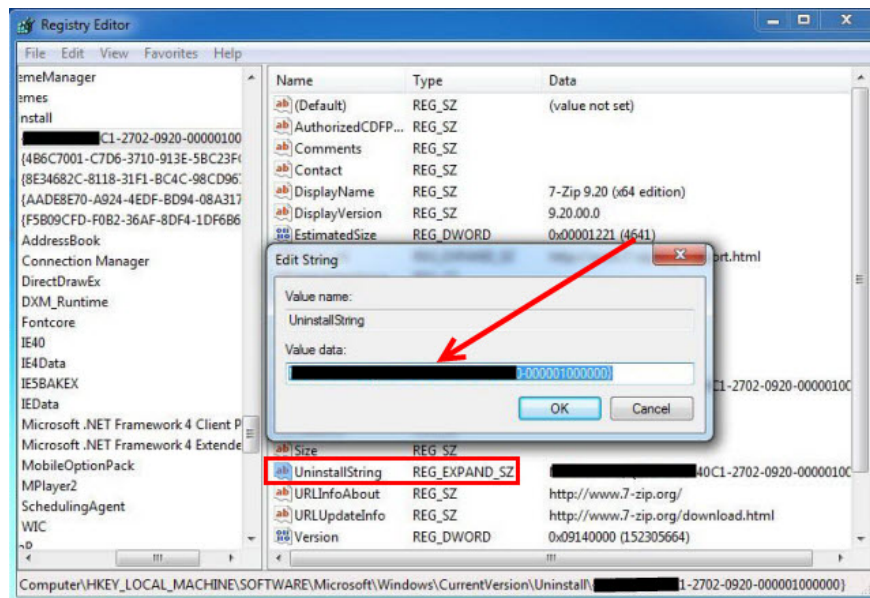 Registry Editor
File Edit View Favorites Help
emeManager
emes
nstall
C1-2702-0920-00000100
{4B6C7001-C7D6-3710-913E-5BC23F(
{8E34682C-8118-31F1-BC4C-98CD96:
{AADE8E70-A924-4EDF-BD94-08A317
{F5B09CFD-F0B2-36AF-8DF4-1DF6B6
AddressBook
Connection Manager
DirectDrawEx
DXM_Runtime
Fontcore
IE40
IE4Data
IE5BAKEX
IEData
Microsoft .NET Framework 4 Client P
Microsoft .NET Framework 4 Extende
MobileOptionPack
MPlayer2
SchedulingAgent
WIC
Name Type Data
(Default) REG_SZ (value not set)
AuthorizedCDFP... REG_SZ
Comments REG_SZ
Contact REG_SZ
DisplayName REG_SZ 7-Zip 9.20 (x64 edition)
DisplayVersion REG_SZ 9.20.00.0
EstimatedSize REG_DWORD 0x00001221 (4641)
ort.html
Edit String
Value name:
UninstallString
Value data:
0-000001000000}
OK Cancel
C1-2702-0920-0000010C
Size REG_SZ
UninstallString REG_EXPAND_SZ 40C1-2702-0920-0000010C
URLInfoAbout REG_SZ http://www.7-zip.org/
URLUpdateInfo REG_SZ http://www.7-zip.org/download.html
Version REG_DWORD 0x09140000 (152305664)
Computer\HKEY_LOCAL_MACHINE\SOFTWARE\Microsoft\Windows\CurrentVersion\Uninstall\ 1-2702-0920-000001000000}